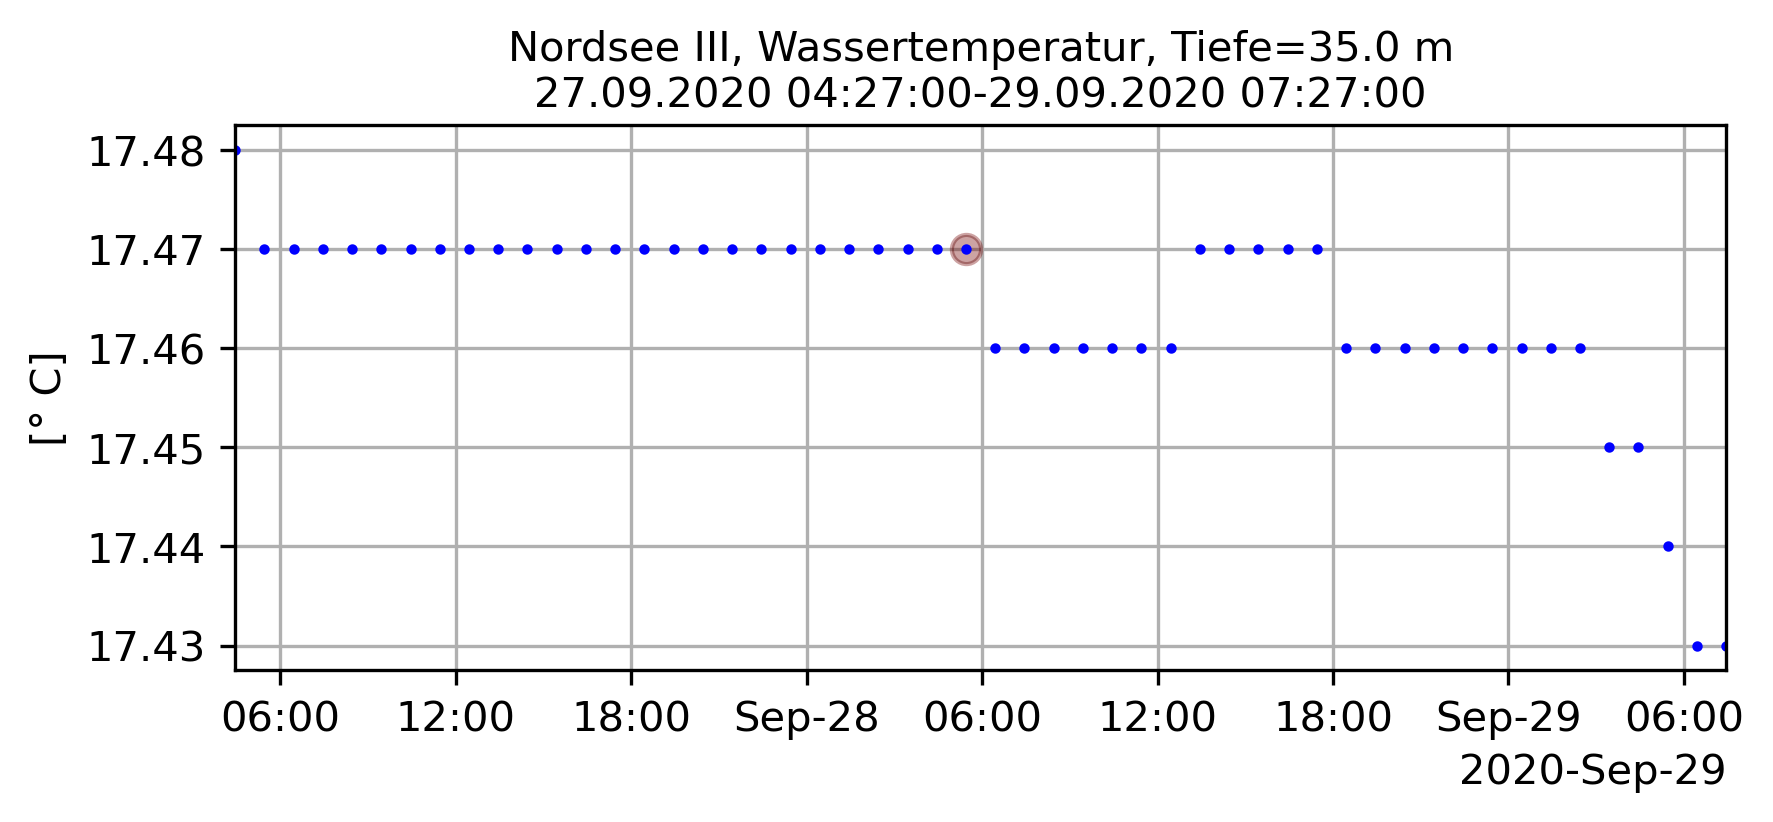 Nordsee III, Wassertemperatur, Tiefe=35.0 m
27.09.2020 04:27:00-29.09.2020 07:27:00
17.48
17.47
17.46
17.45
17.44
17.43
[° C]
06:00 12:00 18:00 Sep-28 06:00 12:00 18:00 Sep-29 06:00
2020-Sep-29